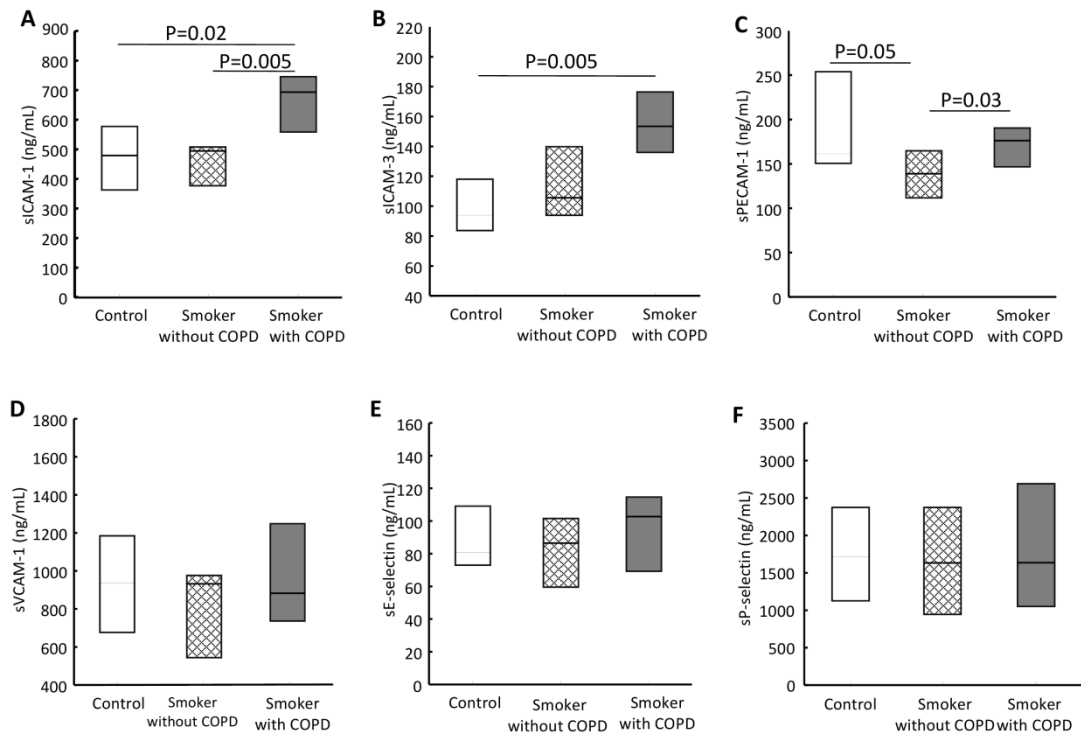 A
sICAM-1 (ng/mL)
900
800
700
600
500
400
300
200
100
0
P=0.02
P=0.005
Control
Smoker
without COPD
Smoker
with COPD
B
sICAM-3 (ng/mL)
220
200
180
160
140
120
100
80
60
40
P=0.005
Control
Smoker
without COPD
Smoker
with COPD
C
sPECAM-1 (ng/mL)
300
250
200
150
100
50
0
P=0.05
P=0.03
Control
Smoker
without COPD
Smoker
with COPD
D
sVCAM-1 (ng/mL)
1800
1600
1400
1200
1000
800
600
400
Control
Smoker
without COPD
Smoker
with COPD
E
sE-selectin (ng/mL)
160
140
120
100
80
60
40
20
0
Control
Smoker
without COPD
Smoker
with COPD
F
sP-selectin (ng/mL)
3500
3000
2500
2000
1500
1000
500
0
Control
Smoker
without COPD
Smoker
with COPD